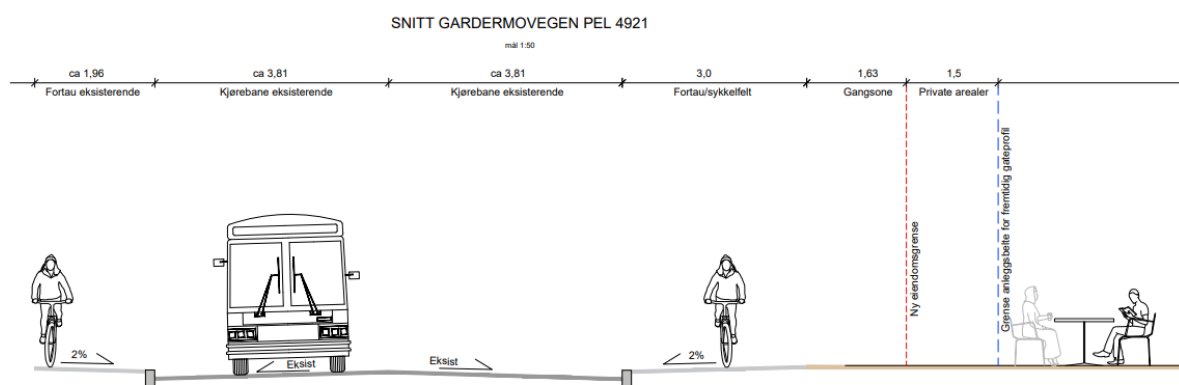 SNITT GARDERMOVEGEN PEL 4921
mål 1:50
ca 1,96
ca 3,81
ca 3,81
3,0
1,63
1,5
Fortau eksisterende
Kjørebane eksisterende
Kjørebane eksisterende
Fortau/sykkelfelt
Gangsone
Private arealer
Ny eiendomsgrense
Grense anleggsbelte for fremtidig gateprofil
2%
Eksist
Eksist
2%